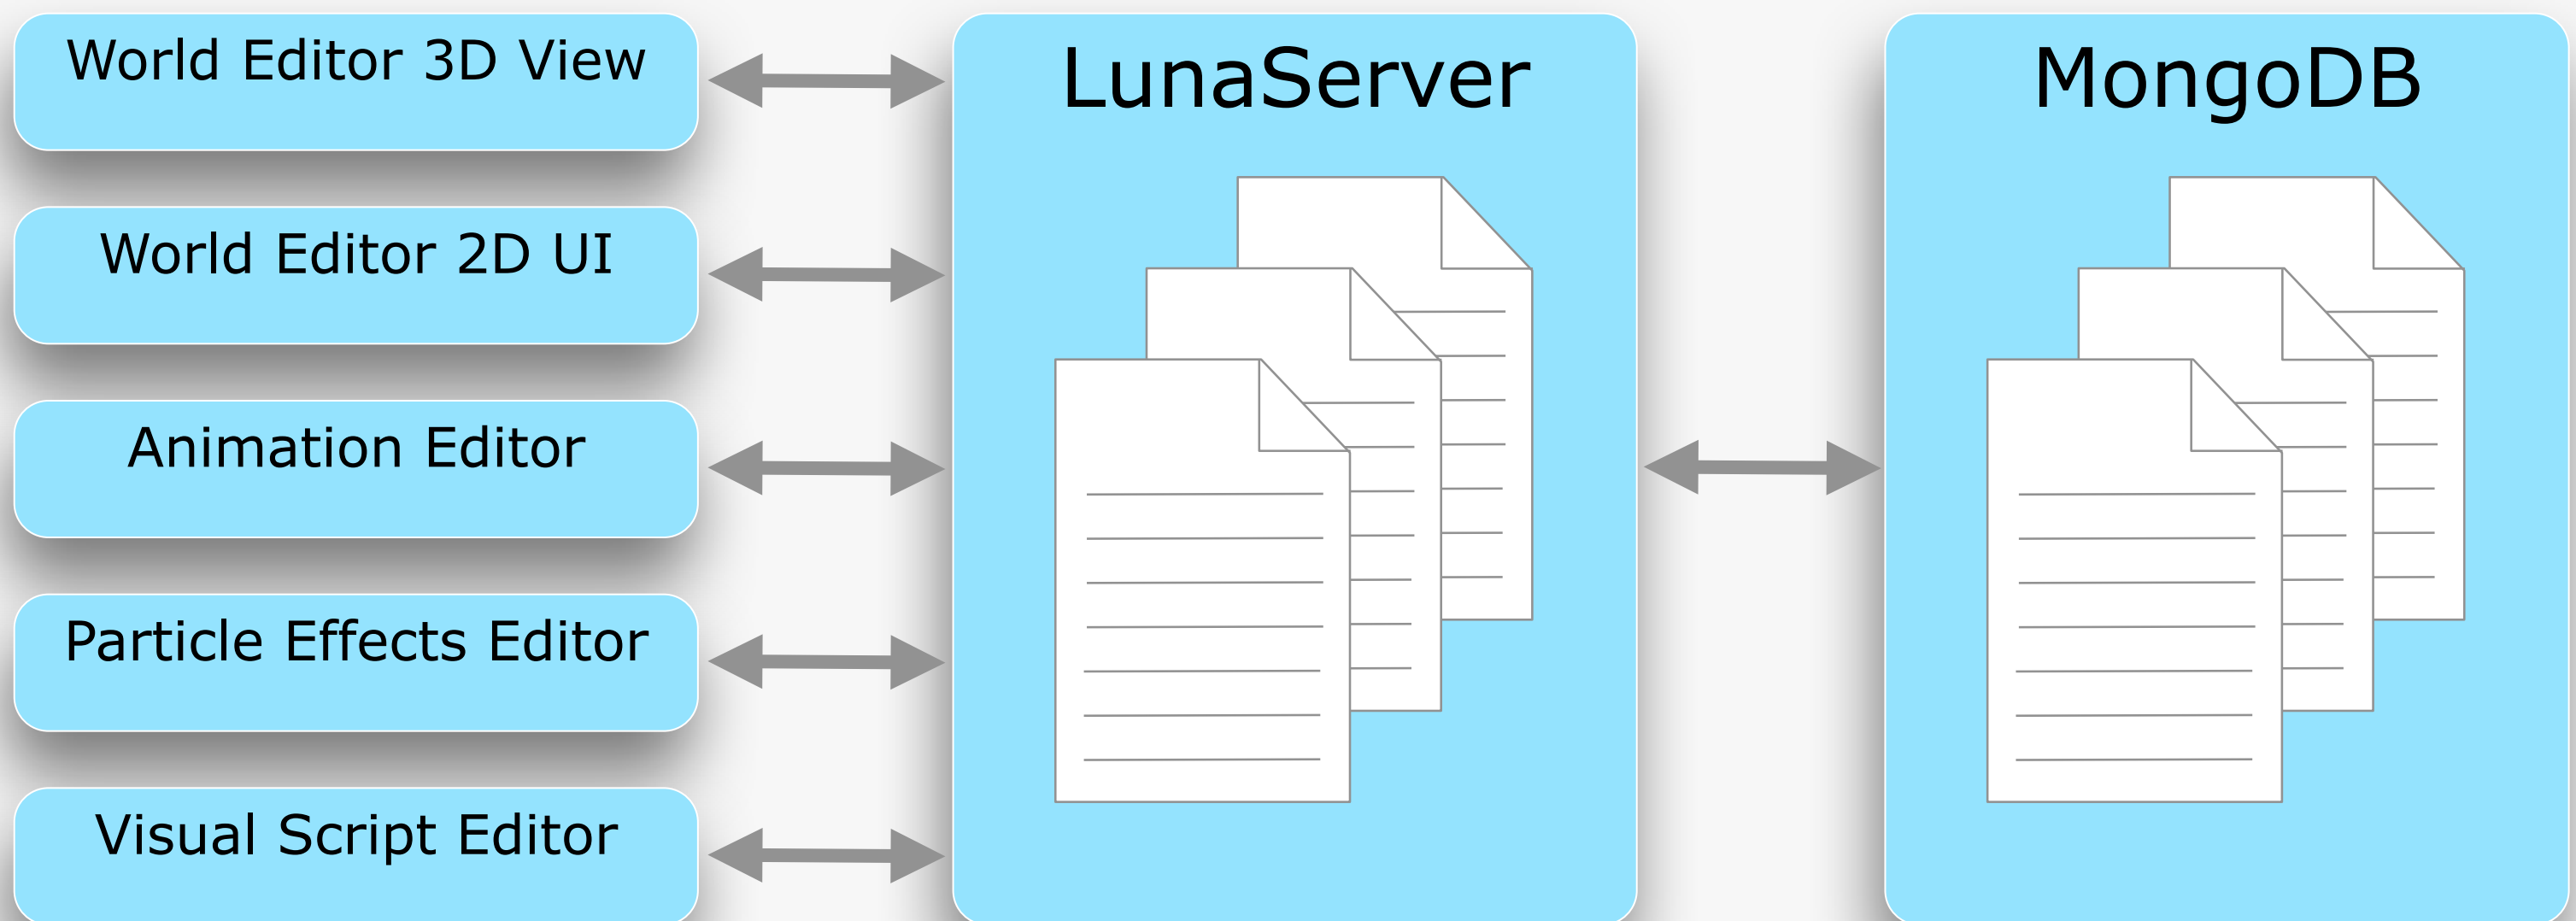 World Editor 3D View
World Editor 2D UI
Animation Editor
Particle Effects Editor
Visual Script Editor
LunaServer
MongoDB